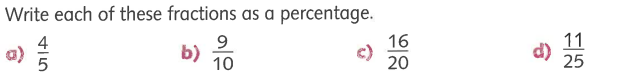 Write each of these fractions as a percentage.
a) 4/5 b) 9/10 c) 16/20 d) 11/25